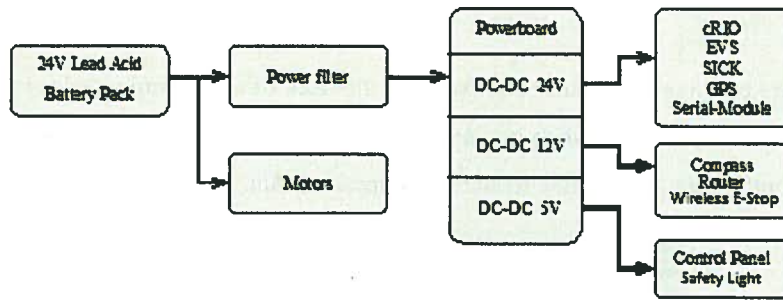 24V Lead Acid
Battery Pack
Power filter
Motors
Powerboard
DC-DC 24V
DC-DC 12V
DC-DC 5V
cRIO
EVS
SICK
GPS
Serial-Module
Compass
Router
Wireless E-Stop
Control Panel
Safety Light